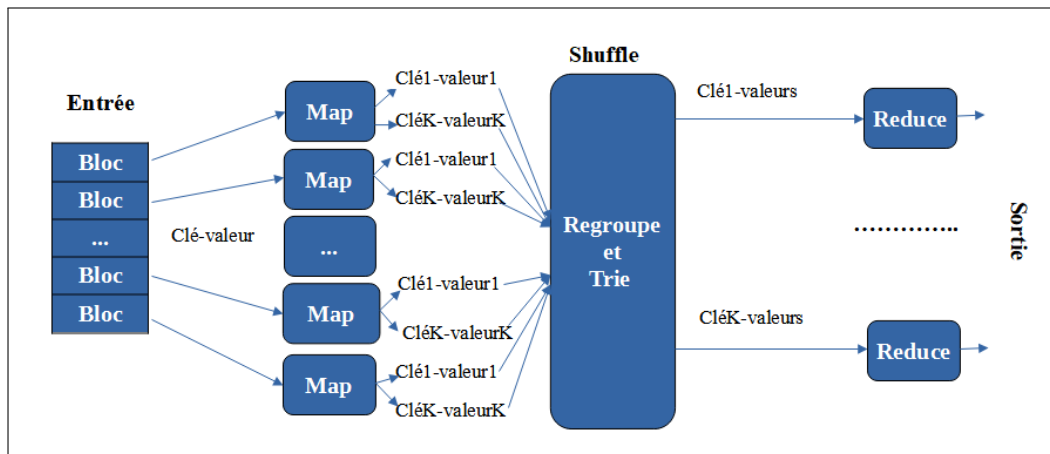 Entrée
Bloc
Bloc
...
Bloc
Bloc
Clé-valeur
Map
Map
...
Map
Map
Clé1-valeur1
CléK-valeurK
Clé1-valeur1
CléK-valeurK
Clé1-valeur1
CléK-valeurK
Clé1-valeur1
CléK-valeurK
Shuffle
Regroupe
et
Trie
Clé1-valeurs
CléK-valeurs
Reduce
…………..
Reduce
Sortie